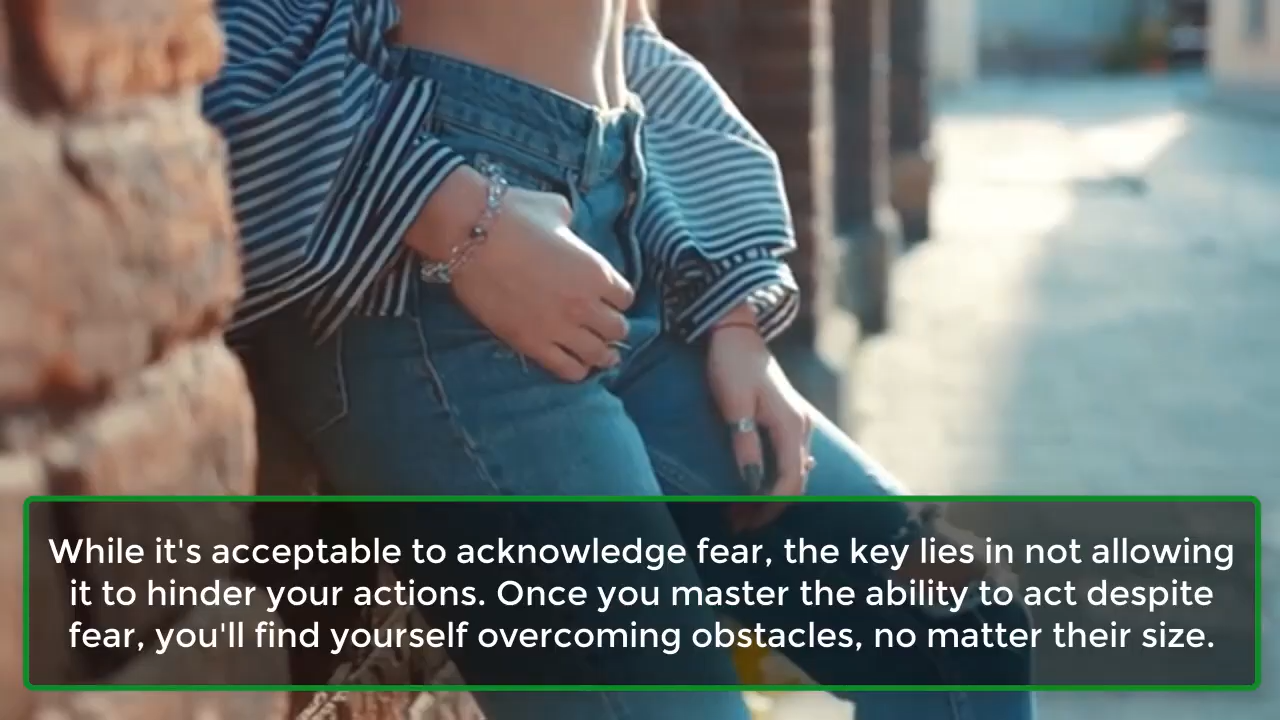 While it's acceptable to acknowledge fear, the key lies in not allowing
it to hinder your actions. Once you master the ability to act despite
fear, you'll find yourself overcoming obstacles, no matter their size.